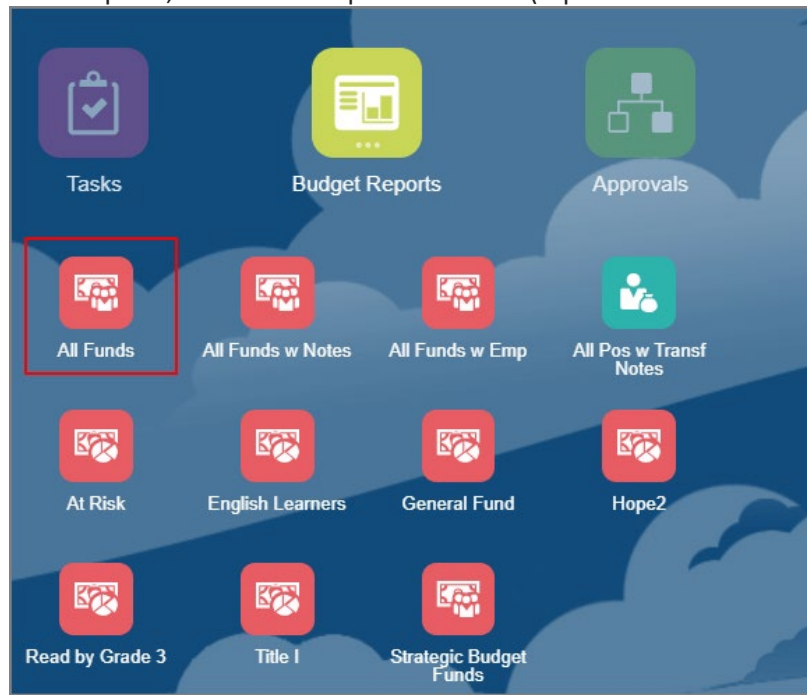 Tasks Budget Reports Approvals
All Funds All Funds w Notes All Funds w Emp All Pos w Transf
Notes
At Risk English Learners General Fund Hope2
Read by Grade 3 Title I Strategic Budget
Funds